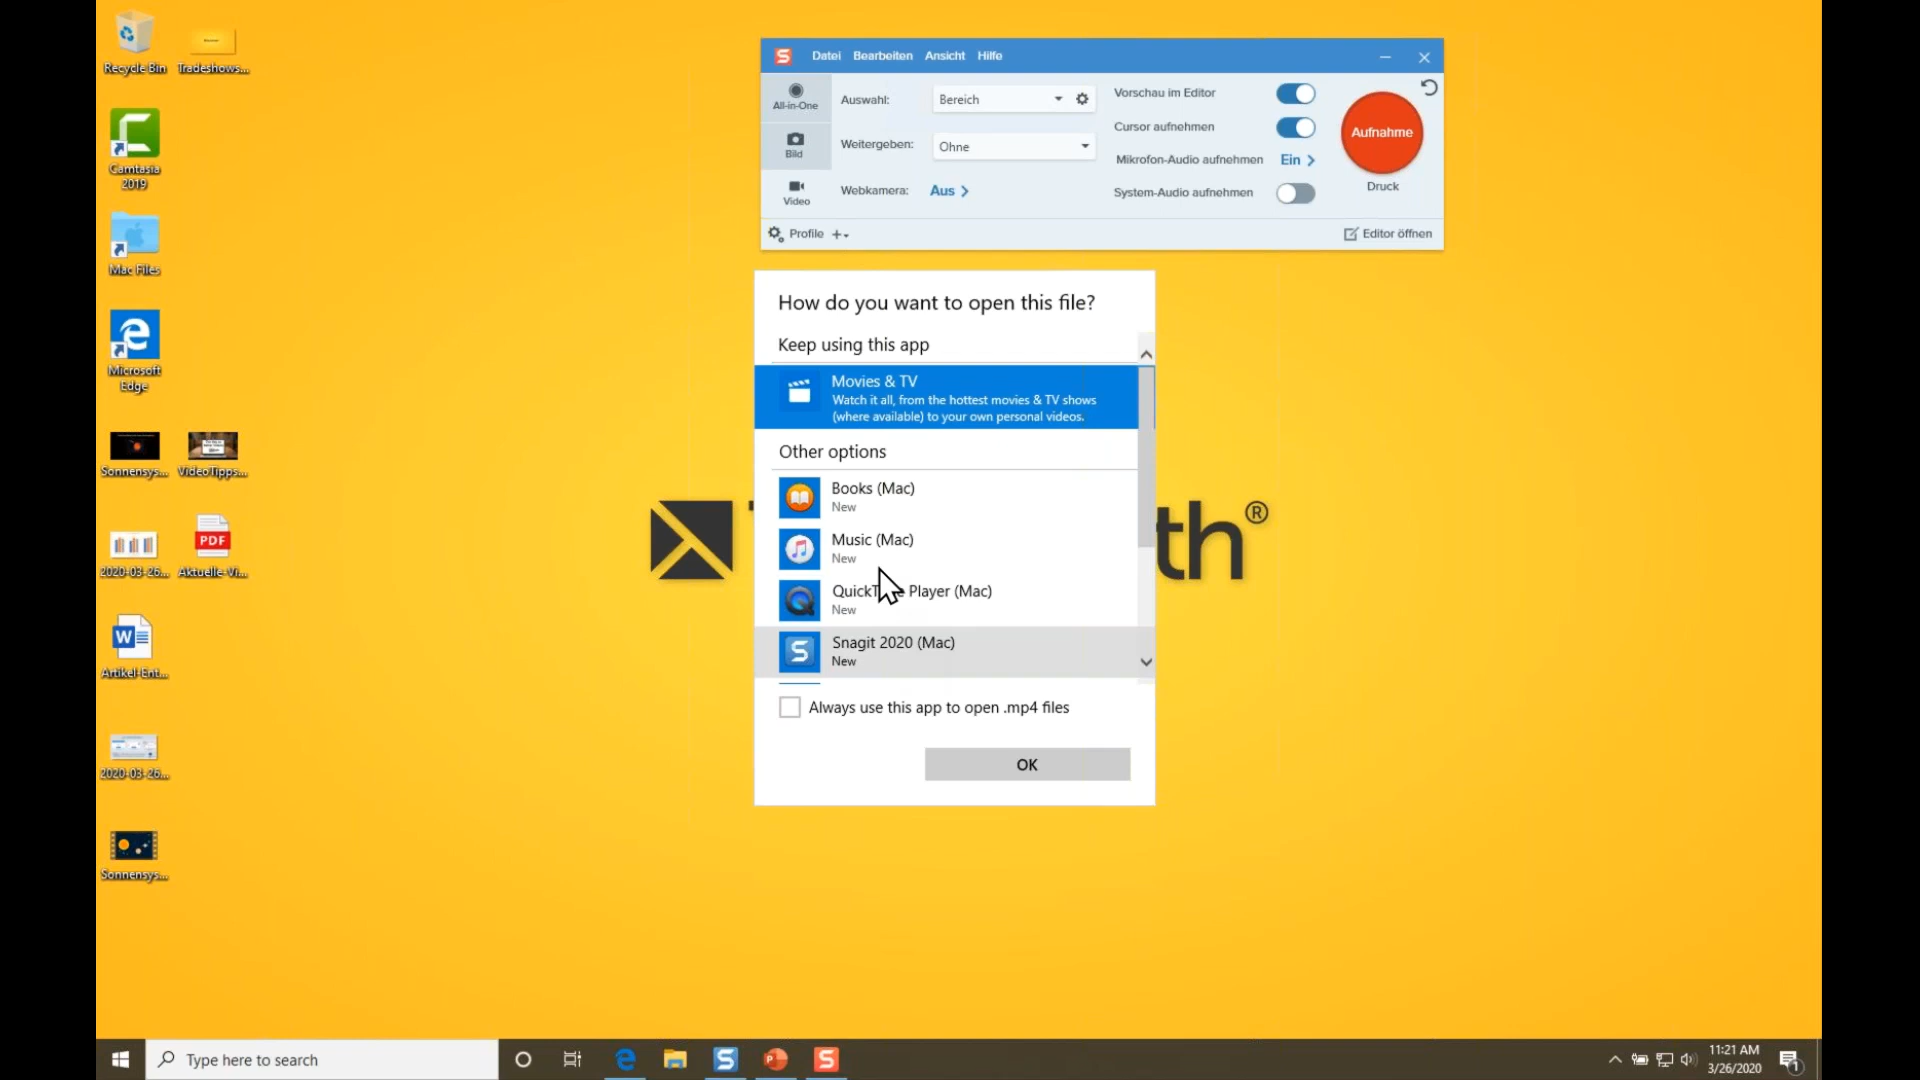 Recycle Bin
Tradeshows...
Camtasia
2019
Mac Files
Microsoft
Edge
Sonnensys...
VideoTipps...
2020-03-26...
PDF
Aktuelle-Vi...
Artikel-Ent...
2020-03-26...
Sonnensys...
Datei Bearbeiten Ansicht Hilfe
All-in-One
Bild
Video
Auswahl:
Bereich
Weitergeben:
Ohne
Webkamera:
Aus >
Vorschau im Editor
Cursor aufnehmen
Mikrofon-Audio aufnehmen
Ein >
System-Audio aufnehmen
Aufnahme
Druck
Profile +
Editor öffnen
How do you want to open this file?
Keep using this app
Movies & TV
Watch it all, from the hottest movies & TV shows
(where available) to your own personal videos.
Other options
Books (Mac)
New
Music (Mac)
New
Player (Mac)
New
Snagit 2020 (Mac)
New
Always use this app to open .mp4 files
OK
th®
Type here to search
11:21 AM
3/26/2020
1